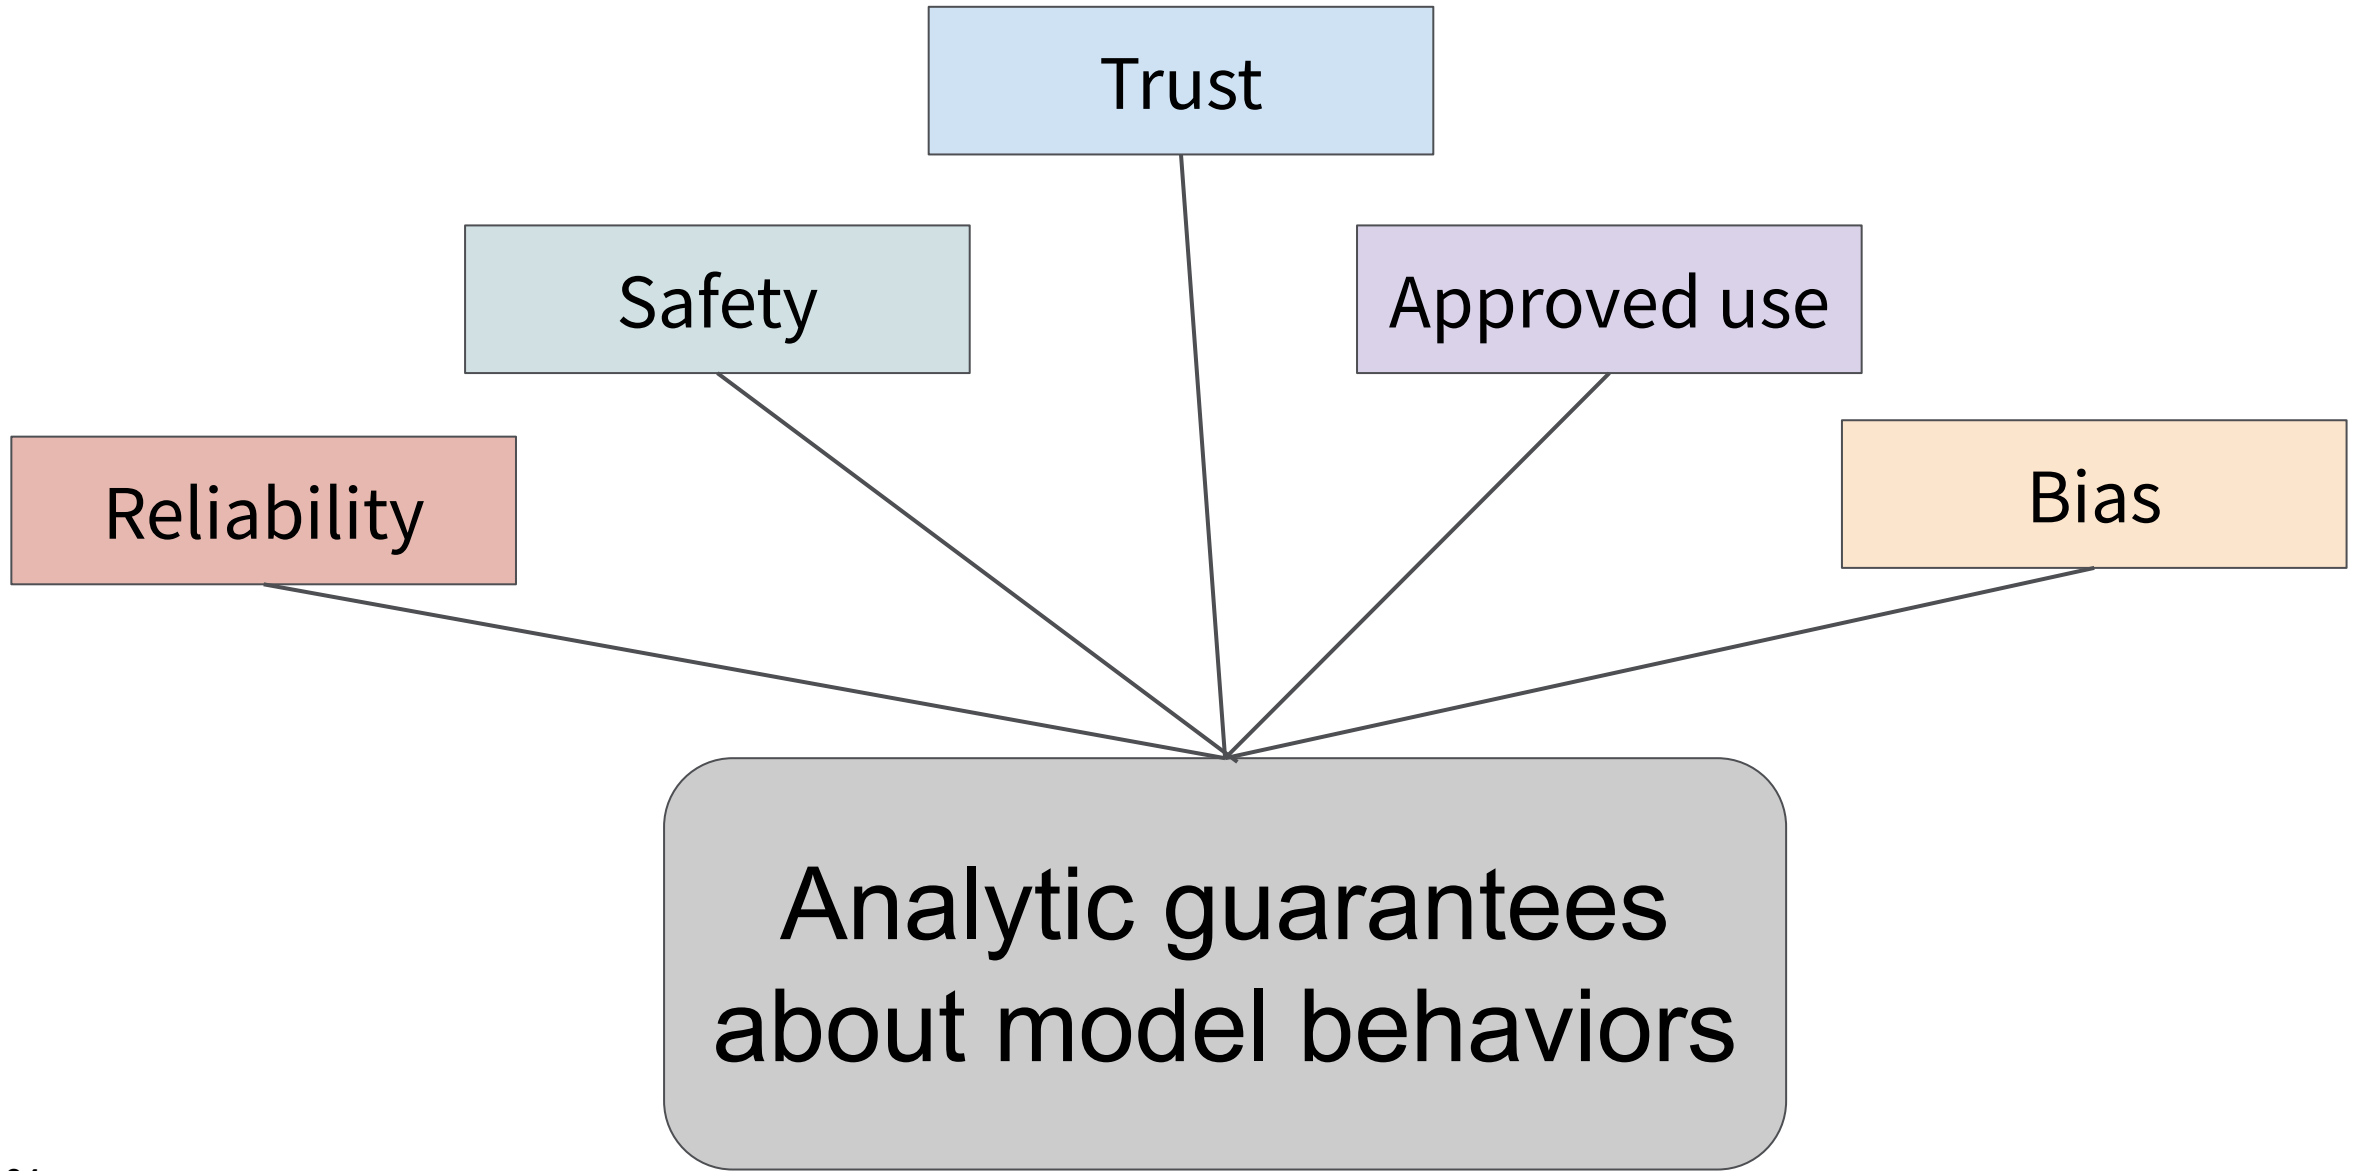 Trust
Safety
Approved use
Reliability
Bias
Analytic guarantees
about model behaviors